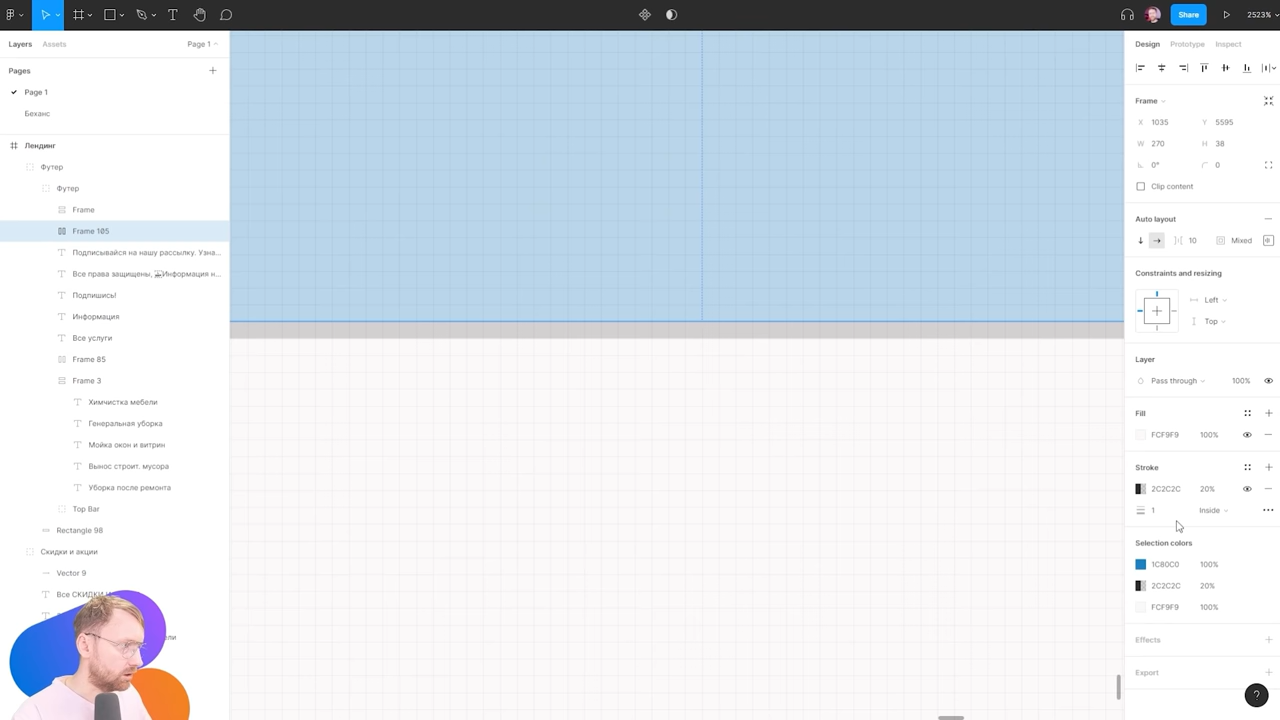 Share
2523%
Layers
Assets
Page 1
Pages
Page 1
Беханс
Лендинг
Футер
Футер
Frame
Frame 105
Подписывайся на нашу рассылку. Узна...
Все права защищены, Информация н...
Подпишись!
Информация
Все услуги
Frame 85
Frame 3
Химчистка мебели
Генеральная уборка
Мойка окон и витрин
Вынос строит. мусора
Уборка после ремонта
Top Bar
Rectangle 98
Скидки и акции
Vector 9
Все СКИДКИ
Design
Prototype
Inspect
Frame
X 1035
Y 5595
W 270
H 38
0°
0
Clip content
Auto layout
10
Mixed
Constraints and resizing
Left
Top
Layer
Pass through
100%
Fill
FCF9F9
100%
Stroke
2C2C2C
20%
1
Inside
Selection colors
1C80C0
100%
2C2C2C
20%
FCF9F9
100%
Effects
Export
?